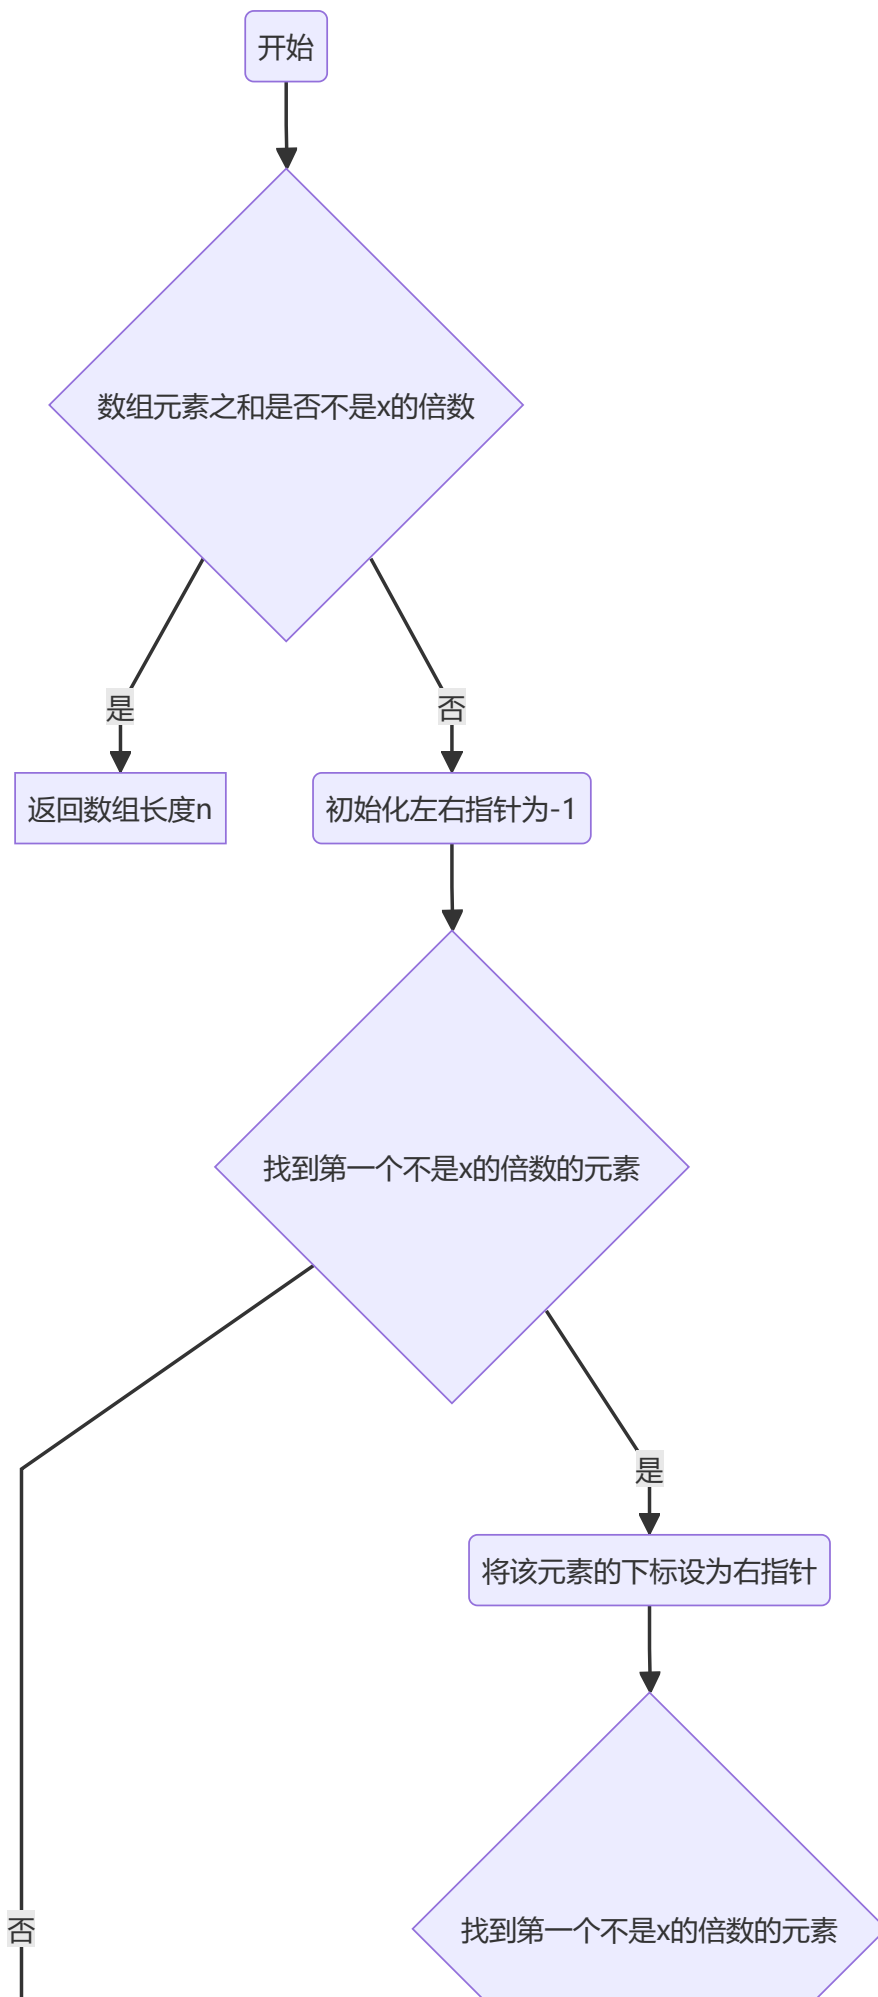 开始
数组元素之和是否不是x的倍数
是
否
返回数组长度n
初始化左右指针为-1
找到第一个不是x的倍数的元素
是
将该元素的下标设为右指针
找到第一个不是x的倍数的元素
否